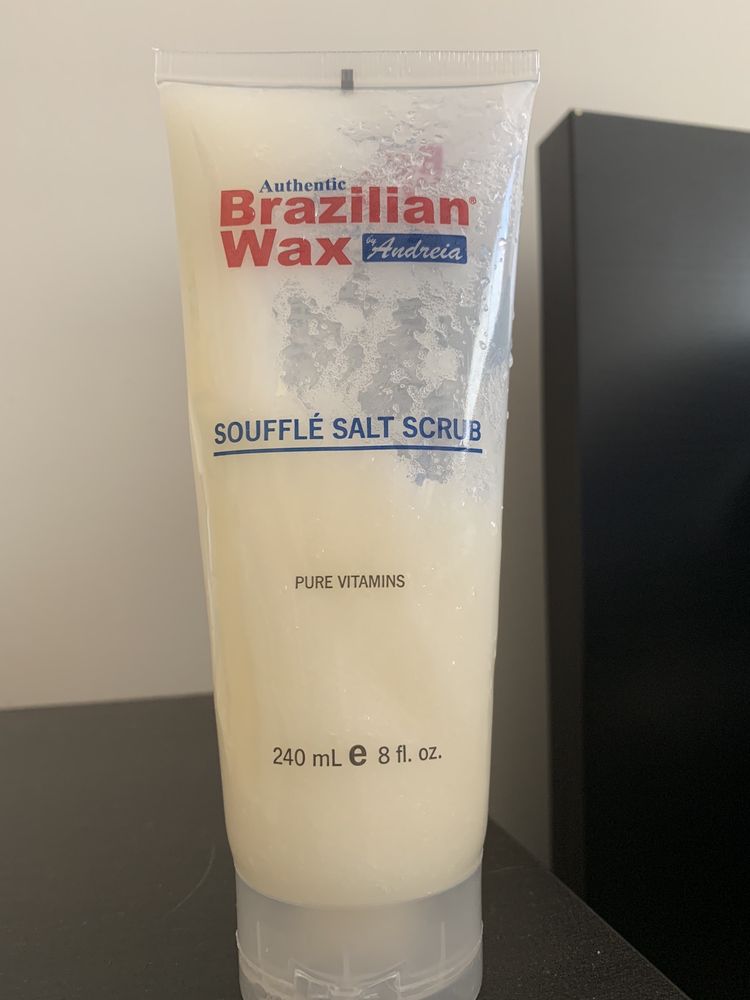 Authentic
Brazilian®
Wax by Andreia
SOUFFLÉ SALT SCRUB
PURE VITAMINS
240 mL e 8 fl. oz.